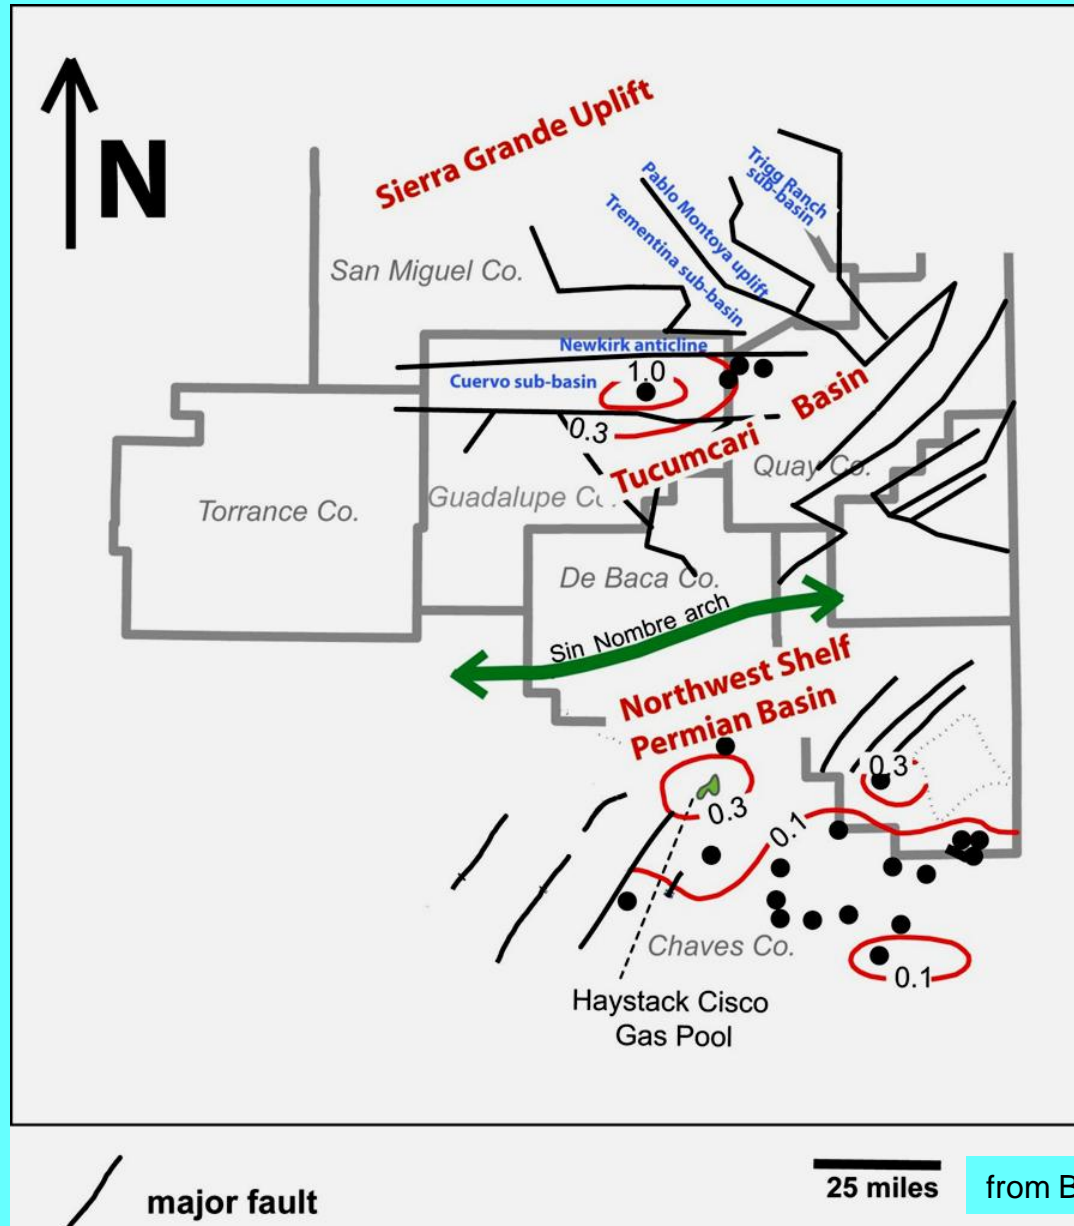 N
Sierra Grande Uplift
Trigg Ranch
sub-basin
Pablo Montoya uplift
Trementina sub-basin
San Miguel Co.
Newkirk anticline
1.0
Cuervo sub-basin
0.3
Tucumcari Basin
Quay Co.
Guadalupe Co.
Torrance Co.
De Baca Co.
Sin Nombre arch
Northwest Shelf
Permian Basin
0.3
0.3
0.1
Chaves Co.
0.1
Haystack Cisco
Gas Pool
major fault
25 miles
from B